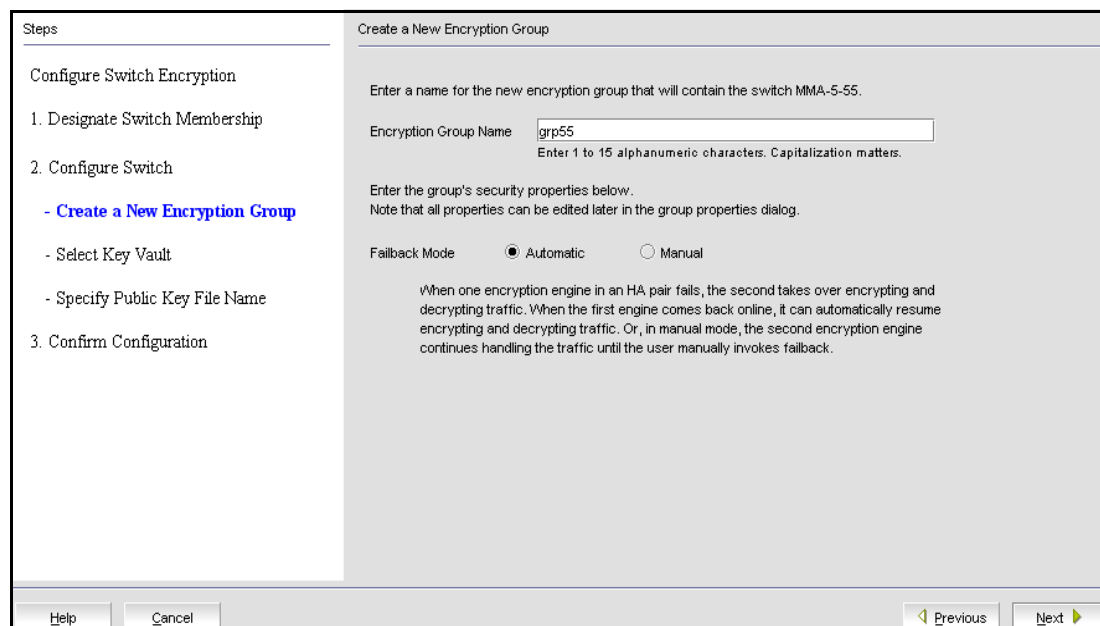 Steps
Configure Switch Encryption
1. Designate Switch Membership
2. Configure Switch
- Create a New Encryption Group
- Select Key Vault
- Specify Public Key File Name
3. Confirm Configuration
Create a New Encryption Group
Enter a name for the new encryption group that will contain the switch MMA-5-55.
Encryption Group Name grp55
Enter 1 to 15 alphanumeric characters. Capitalization matters.
Enter the group's security properties below.
Note that all properties can be edited later in the group properties dialog.
Failback Mode Automatic Manual
When one encryption engine in an HA pair fails, the second takes over encrypting and
decrypting traffic. When the first engine comes back online, it can automatically resume
encrypting and decrypting traffic. Or, in manual mode, the second encryption engine
continues handling the traffic until the user manually invokes failback.
Help Cancel Previous Next